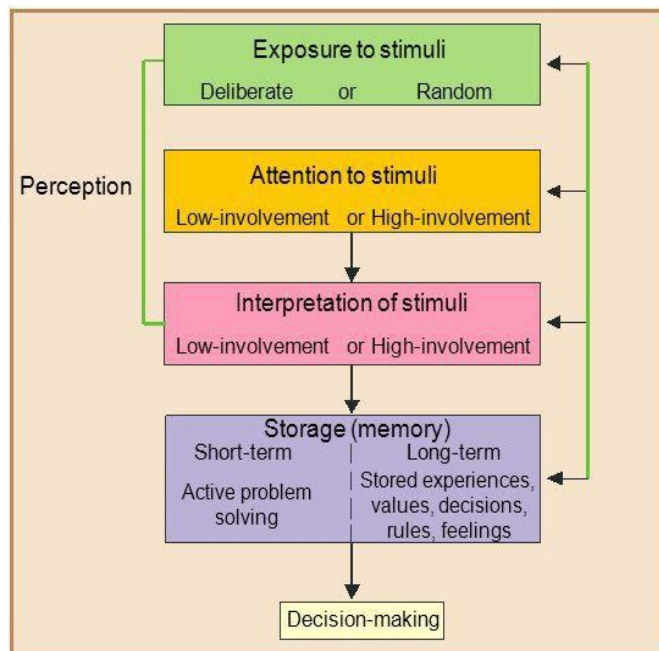 Exposure to stimuli
Deliberate or Random
Perception
Attention to stimuli
Low-involvement or High-involvement
Interpretation of stimuli
Low-involvement or High-involvement
Storage (memory)
Short-term
Active problem
solving
Long-term
Stored experiences,
values, decisions,
rules, feelings
Decision-making